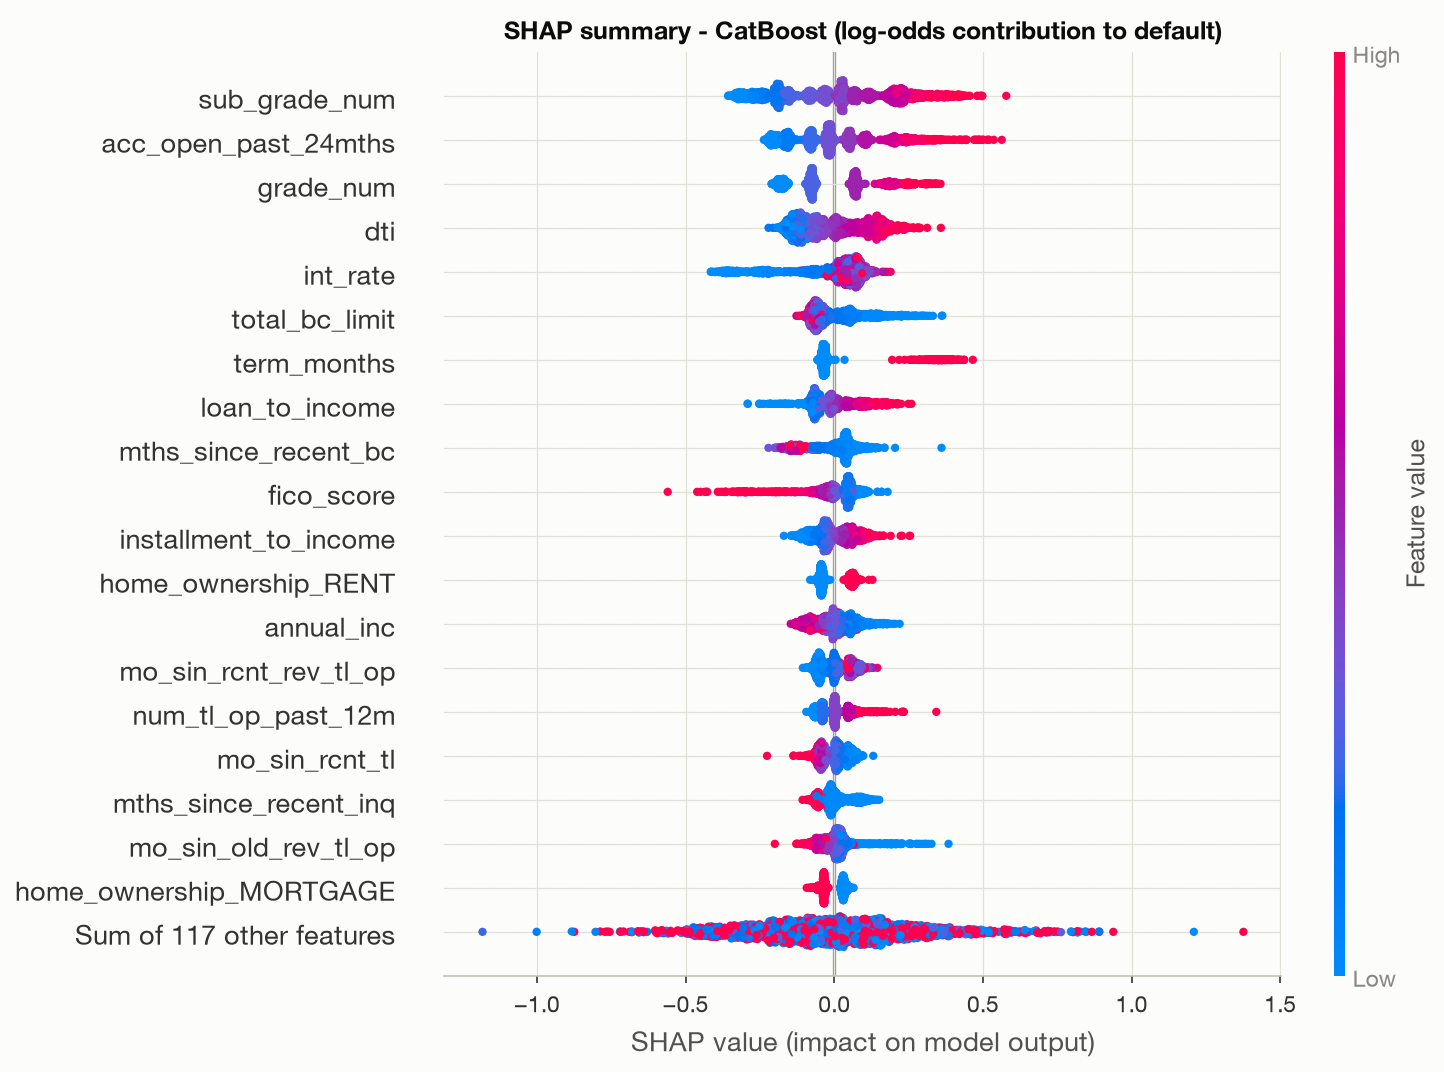 SHAP summary - CatBoost (log-odds contribution to default)
High
sub_grade_num
acc_open_past_24mths
grade_num
dti
int_rate
total_bc_limit
term_months
loan_to_income
mths_since_recent_bc
fico_score
installment_to_income
home_ownership_RENT
annual_inc
mo_sin_rcnt_rev_tl_op
num_tl_op_past_12m
mo_sin_rcnt_tl
mths_since_recent_inq
mo_sin_old_rev_tl_op
home_ownership_MORTGAGE
Sum of 117 other features
Feature value
Low
−1.0 −0.5 0.0 0.5 1.0 1.5
SHAP value (impact on model output)